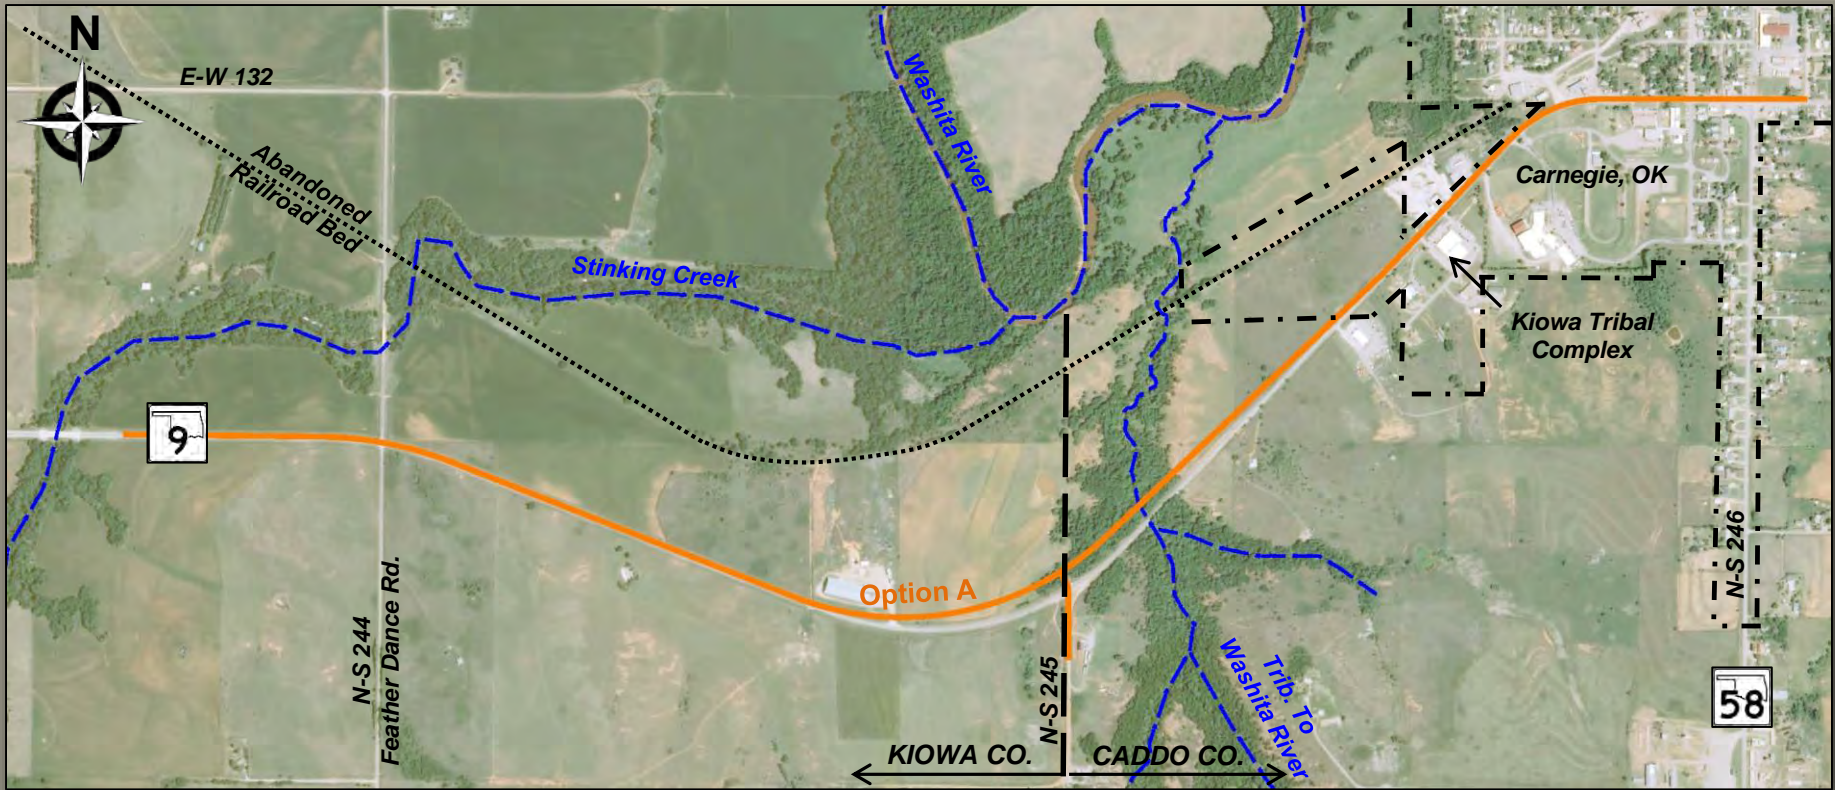 N
E-W 132
Washita River
Abandoned
Railroad Bed
Carnegie, OK
Stinking Creek
Kiowa Tribal
Complex
9
N-S 246
Option A
N-S 244
Feather Dance Rd.
N-S 245
Trib. To
Washita River
58
KIOWA CO.
CADDO CO.